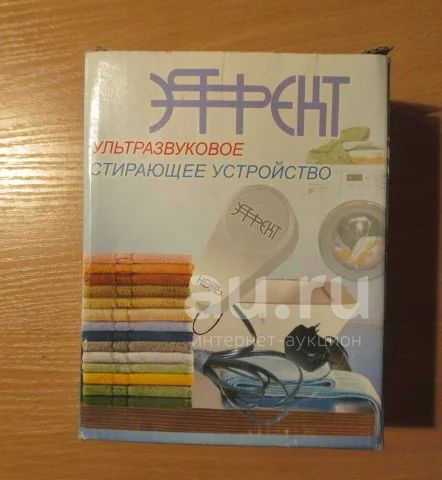 ЭФФЕКТ
УЛЬТРАЗВУКОВОЕ
СТИРАЮЩЕЕ УСТРОЙСТВО
ЭФФЕКТ
au.ru
интернет-аукцион